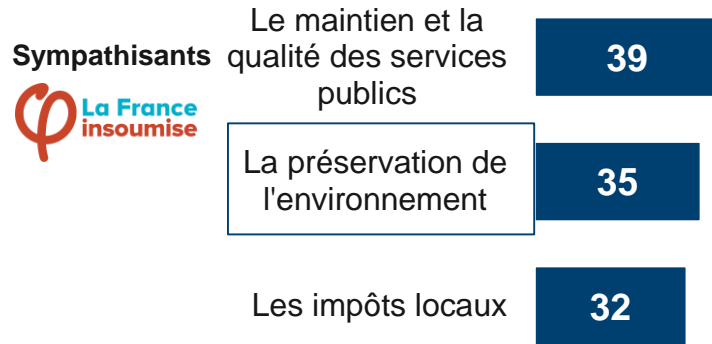 Sympathisants
La France
insoumise
Le maintien et la
qualité des services
publics
39
La préservation de
l'environnement
35
Les impôts locaux
32